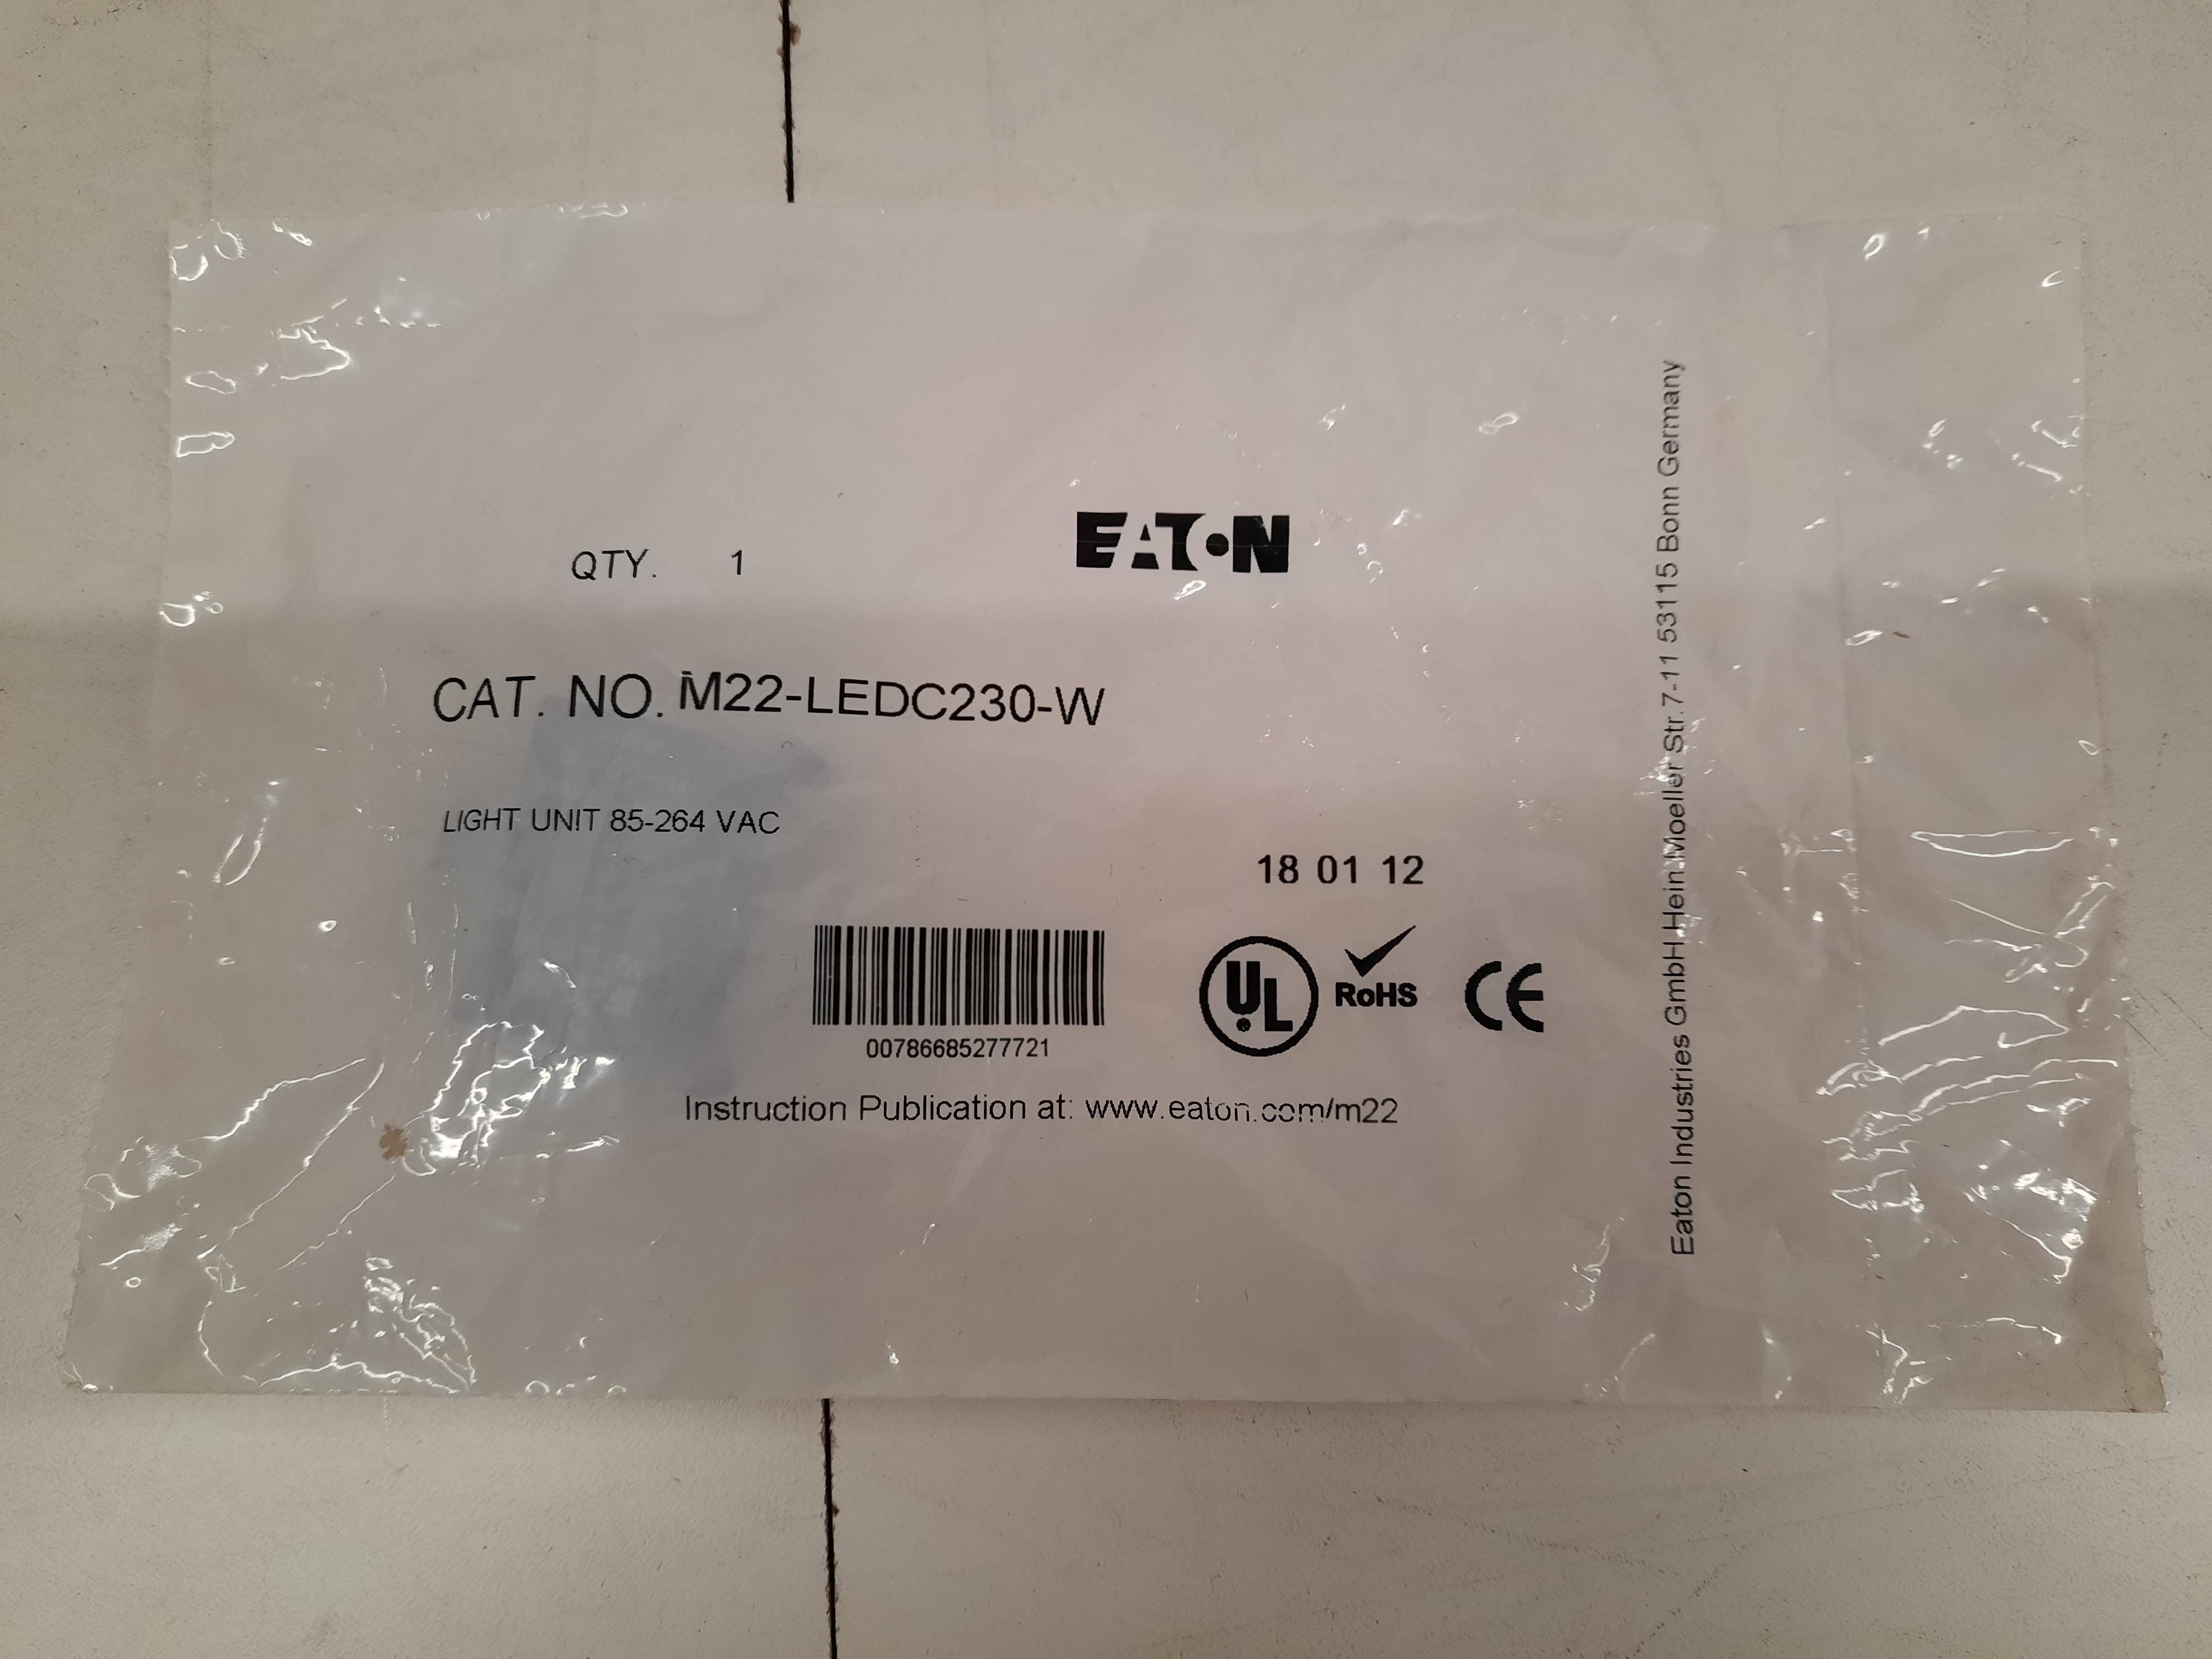 QTY. 1
EATON
CAT. NO. M22-LEDC230-W
LIGHT UNIT 85-264 VAC
18 01 12
00786685277721
UL
RoHS
CE
Instruction Publication at: www.eaton.com/m22
Eaton Industries GmbH Hein-Moeller Str.7-11 53115 Bonn Germany